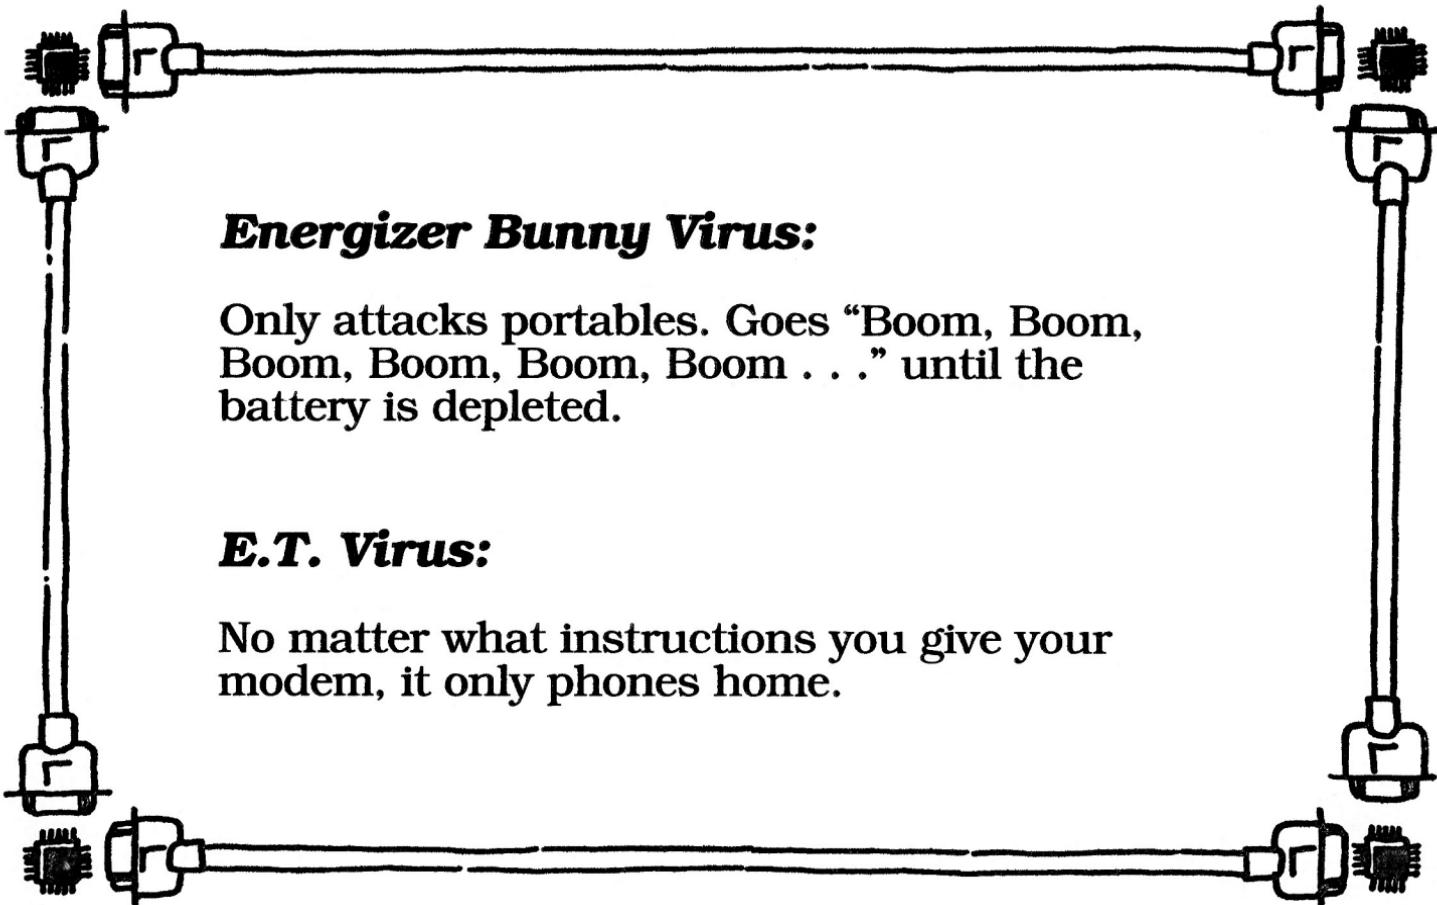 Energizer Bunny Virus:
Only attacks portables. Goes “Boom, Boom,
Boom, Boom, Boom, Boom . . .” until the
battery is depleted.
E.T. Virus:
No matter what instructions you give your
modem, it only phones home.